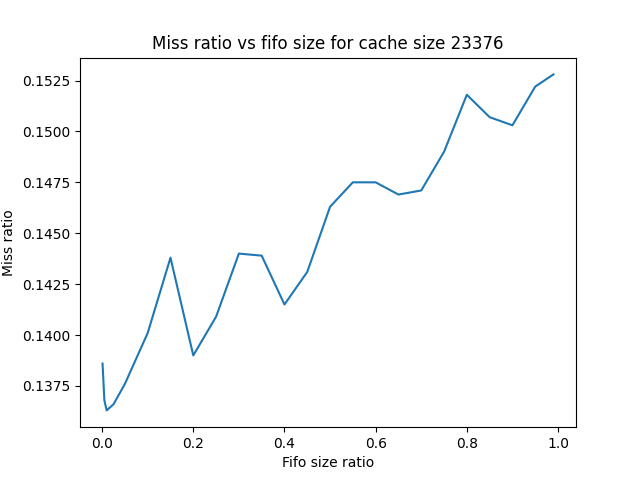 Miss ratio vs fifo size for cache size 23376
0.1525
0.1500
0.1475
0.1450
0.1425
0.1400
0.1375
Miss ratio
0.0 0.2 0.4 0.6 0.8 1.0
Fifo size ratio